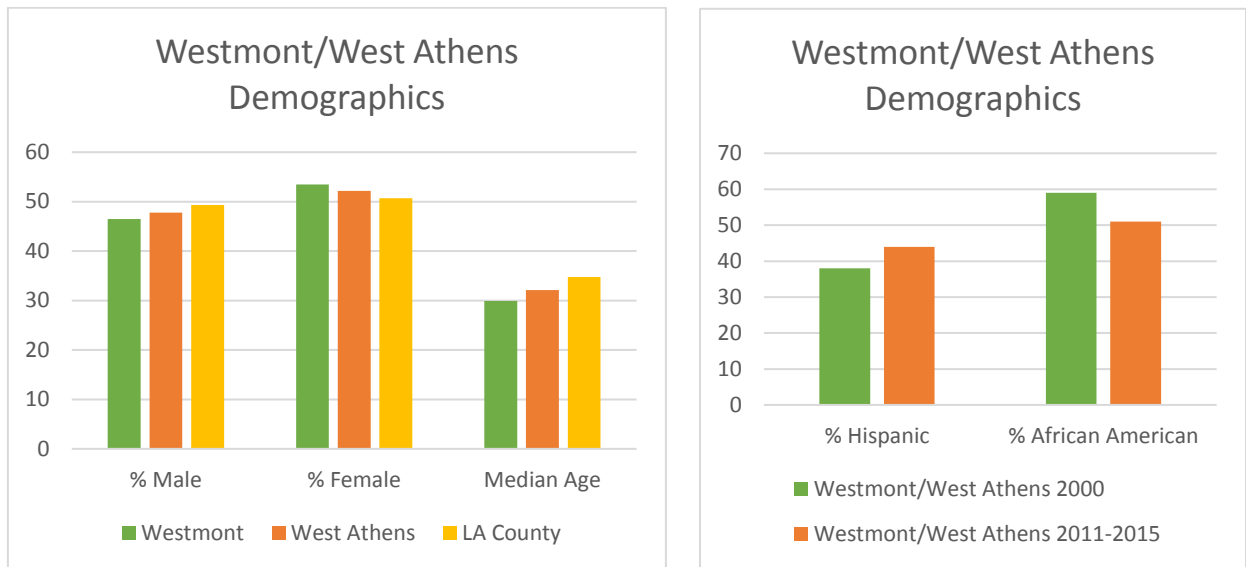 Westmont/West Athens
Demographics
60
50
40
30
20
10
0
% Male % Female Median Age
Westmont West Athens LA County
Westmont/West Athens
Demographics
70
60
50
40
30
20
10
0
% Hispanic % African American
Westmont/West Athens 2000
Westmont/West Athens 2011-2015